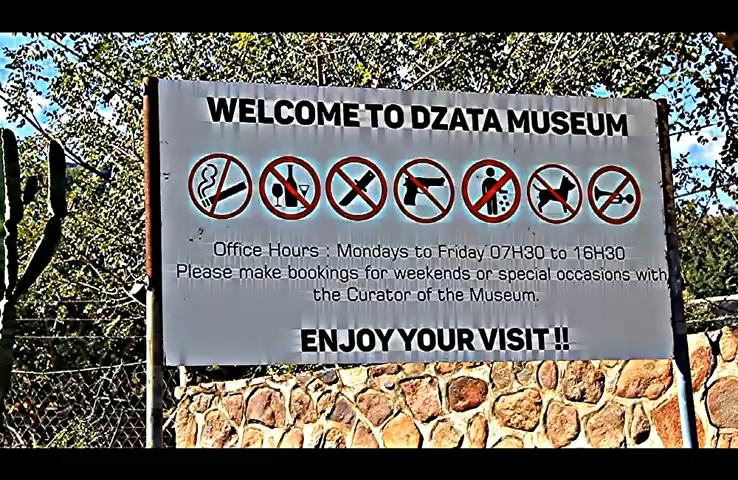 WELCOME TO DZATA MUSEUM
Office Hours : Mondays to Friday 07H30 to 16H30
Please make bookings for weekends or special occasions with
the Curator of the Museum.
ENJOY YOUR VISIT !!